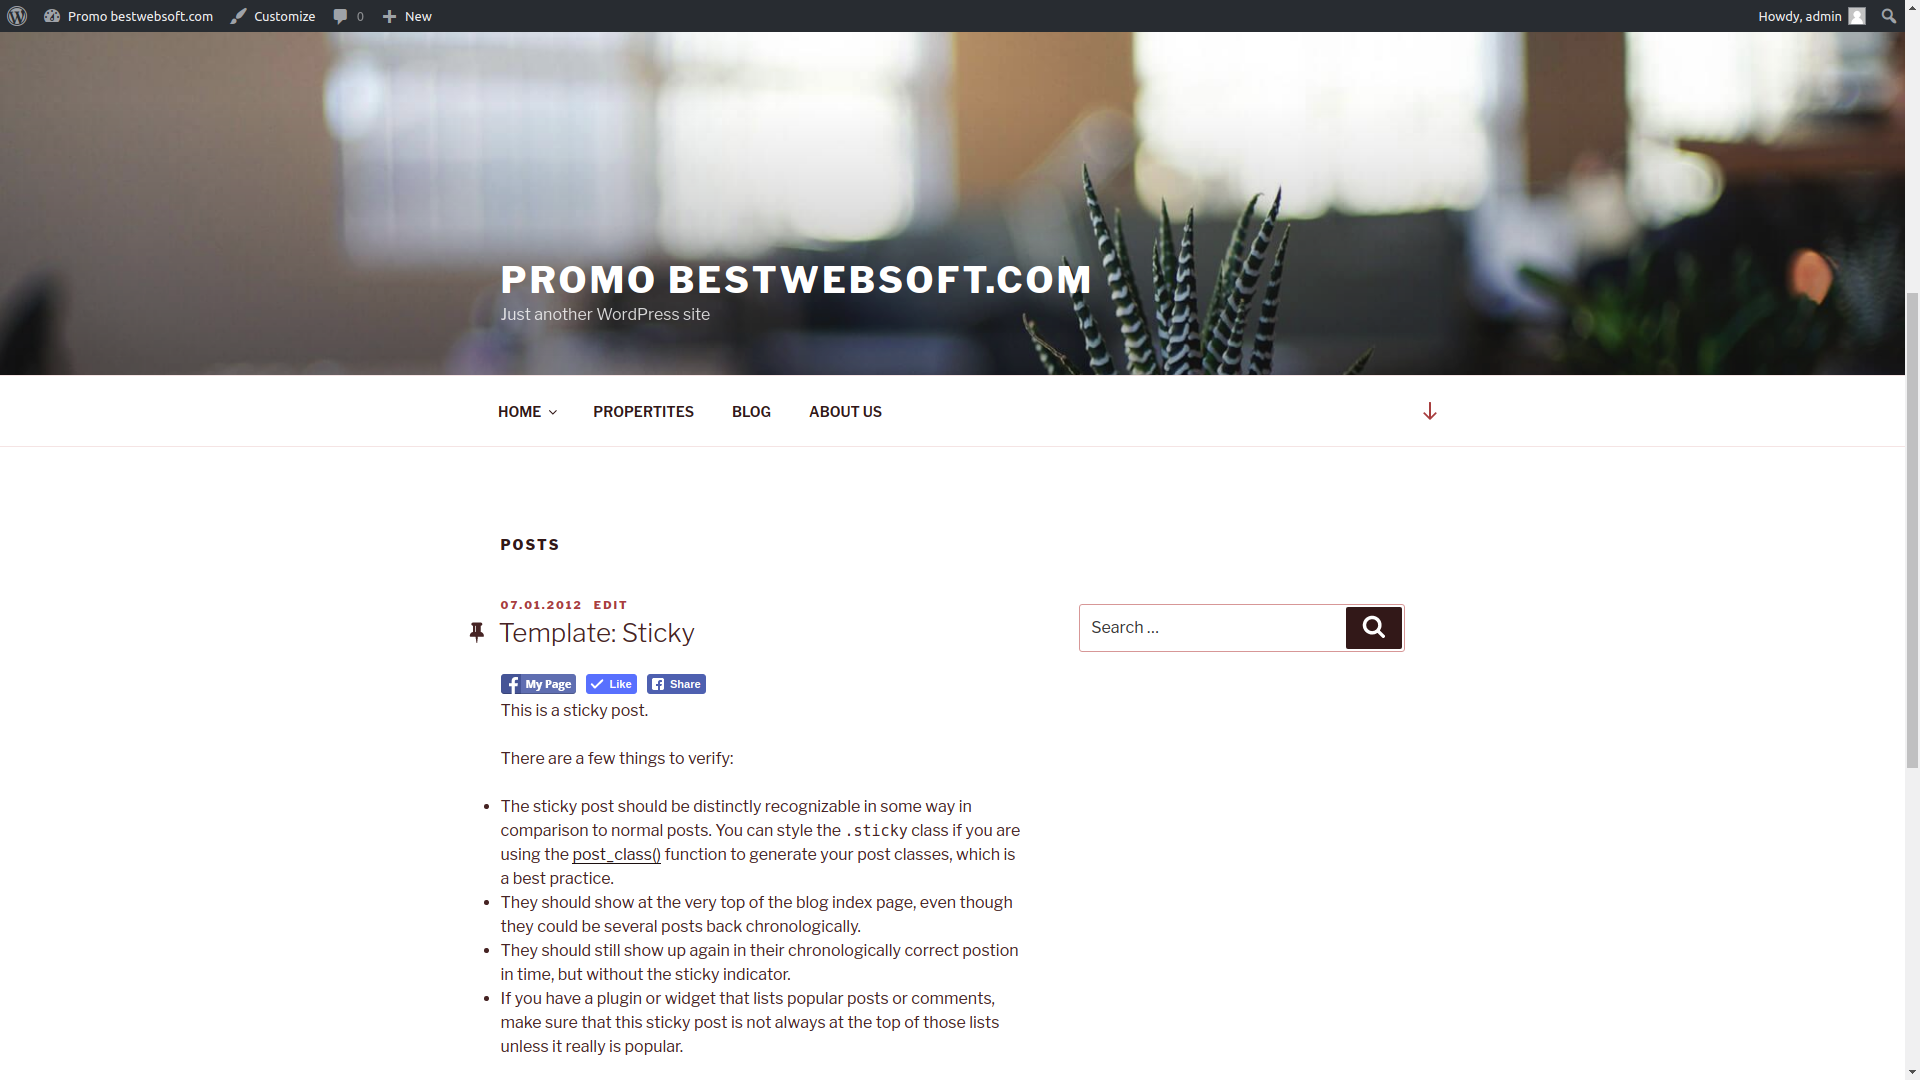 Promo bestwebsoft.com Customize 0 New Howdy, admin
PROMO BESTWEBSOFT.COM
Just another WordPress site
HOME PROPERTITES BLOG ABOUT US
POSTS
07.01.2012 EDIT
Template: Sticky
Search …
My Page Like Share
This is a sticky post.
There are a few things to verify:
The sticky post should be distinctly recognizable in some way in
comparison to normal posts. You can style the .sticky class if you are
using the post_class() function to generate your post classes, which is
a best practice.
They should show at the very top of the blog index page, even though
they could be several posts back chronologically.
They should still show up again in their chronologically correct postion
in time, but without the sticky indicator.
If you have a plugin or widget that lists popular posts or comments,
make sure that this sticky post is not always at the top of those lists
unless it really is popular.